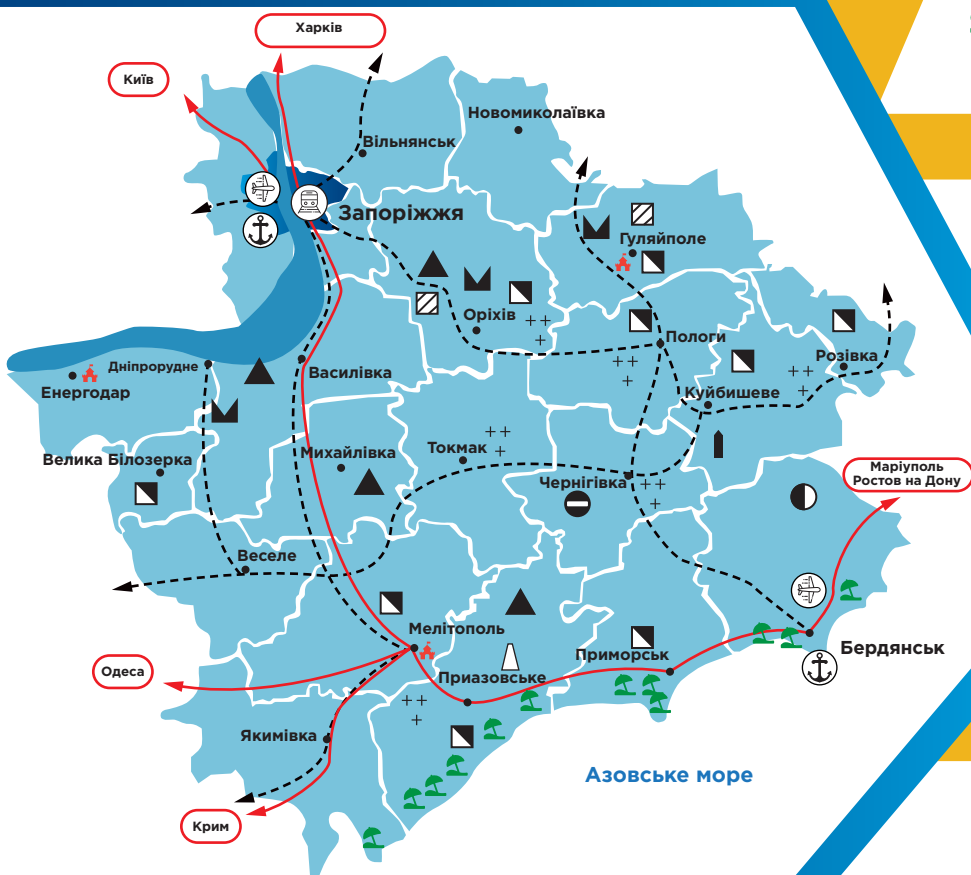 Харків
Київ
Новомиколаївка
Вільнянськ
Запоріжжя
Гуляйполе
Оріхів
Пологи
Розівка
Дніпрорудне
Василівка
Енергодар
Куйбишеве
Токмак
Михайлівка
Велика Білозерка
Чернігівка
Маріуполь
Ростов на Дону
Веселе
Мелітополь
Бердянськ
Приморськ
Одеса
Приазовське
Якимівка
Азовське море
Крим